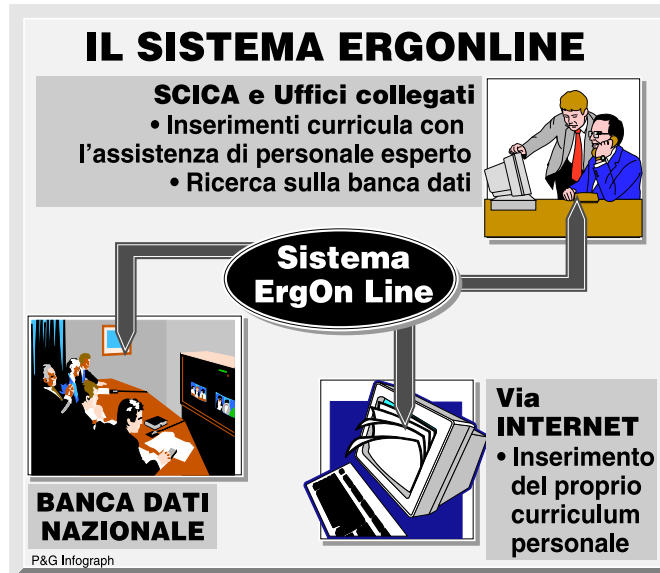 IL SISTEMA ERGONLINE
SCICA e Uffici collegati
• Inserimenti curricula con
l'assistenza di personale esperto
• Ricerca sulla banca dati
Sistema
ErgOn Line
Via
INTERNET
• Inserimento
del proprio
curriculum
personale
BANCA DATI
NAZIONALE
P&G Infograph